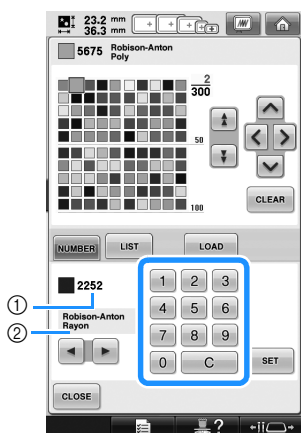 23.2 mm
36.3 mm
5675 Robison-Anton
Poly
2
300
50
100
CLEAR
NUMBER LIST LOAD
① 2252
② Robison-Anton
Rayon
1 2 3
4 5 6
7 8 9
0 C
SET
CLOSE
?